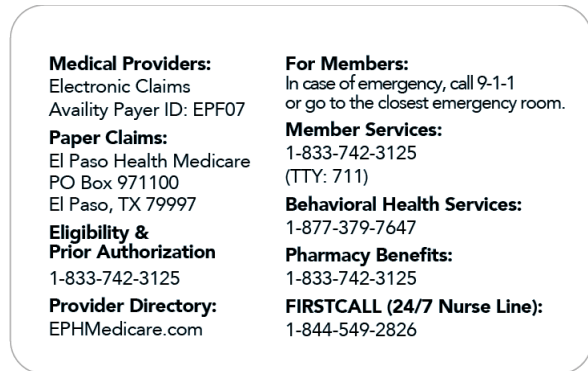 Medical Providers:
Electronic Claims
Availity Payer ID: EPF07
Paper Claims:
El Paso Health Medicare
PO Box 971100
El Paso, TX 79997
Eligibility &
Prior Authorization
1-833-742-3125
Provider Directory:
EPHMedicare.com
For Members:
In case of emergency, call 9-1-1
or go to the closest emergency room.
Member Services:
1-833-742-3125
(TTY: 711)
Behavioral Health Services:
1-877-379-7647
Pharmacy Benefits:
1-833-742-3125
FIRSTCALL (24/7 Nurse Line):
1-844-549-2826